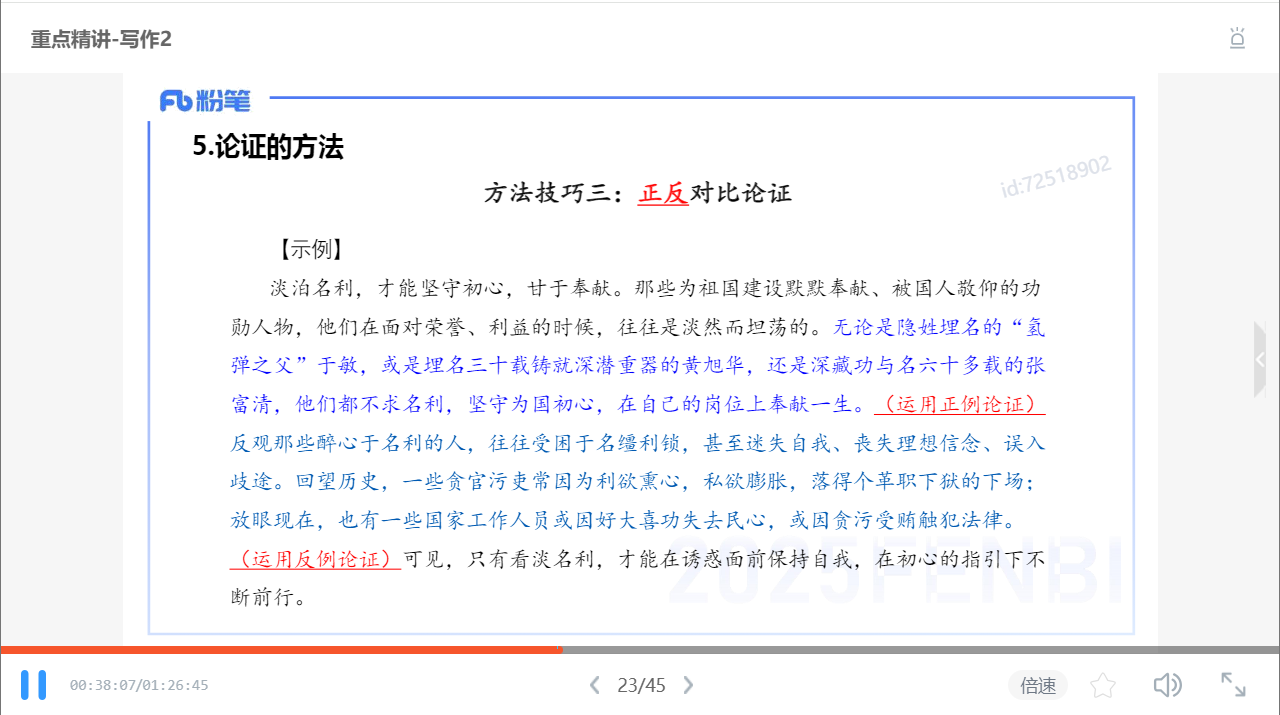 重点精讲-写作2
粉笔
5.论证的方法
id:72518902
方法技巧三：正反对比论证
【示例】
淡泊名利，才能坚守初心，甘于奉献。那些为祖国建设默默奉献、被国人敬仰的功
勋人物，他们在面对荣誉、利益的时候，往往是淡然而坦荡的。无论是隐姓埋名的“氢
弹之父”于敏，或是埋名三十载铸就深潜重器的黄旭华，还是深藏功与名六十多载的张
富清，他们都不求名利，坚守为国初心，在自己的岗位上奉献一生。（运用正例论证）
反观那些醉心于名利的人，往往受困于名缰利锁，甚至迷失自我、丧失理想信念、误入
歧途。回望历史，一些贪官污吏常因为利欲熏心，私欲膨胀，落得个革职下狱的下场；
放眼现在，也有一些国家工作人员或因好大喜功失去民心，或因贪污受贿触犯法律。
（运用反例论证）可见，只有看淡名利，才能在诱惑面前保持自我，在初心的指引下不
断前行。
2025FENBI
00:38:07/01:26:45
23/45
倍速